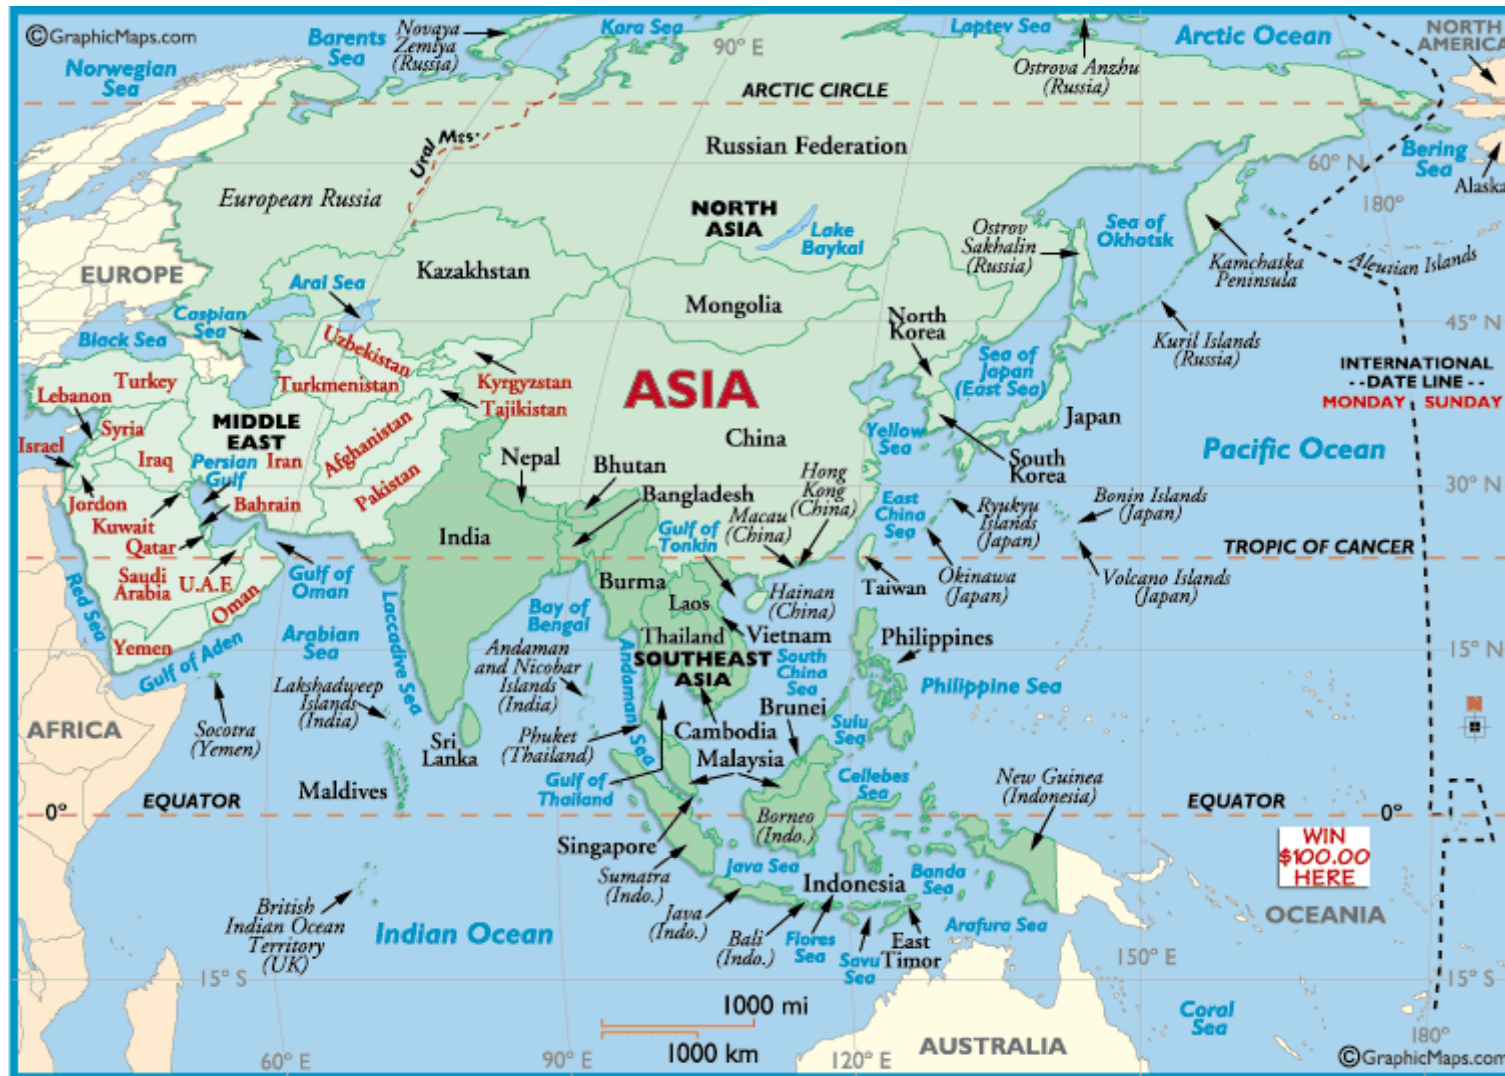 ©GraphicMaps.com
Norwegian
Sea
Barents
Sea
Novaya
Zemlya
(Russia)
Kara Sea
90° E
Laptev Sea
Ostrova Anzhu
(Russia)
Arctic Ocean
NORTH
AMERICA
ARCTIC CIRCLE
Ural Mts.
Russian Federation
60° N
Bering
Sea
Alaska
180°
European Russia
NORTH
ASIA
Lake
Baykal
Ostrov
Sakhalin
(Russia)
Sea of
Okhotsk
Kamchatka
Peninsula
Aleutian Islands
EUROPE
Kazakhstan
Aral Sea
Mongolia
Caspian
Sea
Black Sea
North
Korea
45° N
Kuril Islands
(Russia)
Sea of
Japan
(East Sea)
INTERNATIONAL
--DATE LINE--
MONDAY SUNDAY
Uzbekistan
Turkmenistan
Kyrgyzstan
Tajikistan
ASIA
Turkey
Lebanon
Syria
Israel
Iraq
MIDDLE
EAST
Iran
Afghanistan
Pakistan
Persian
Gulf
Jordon
Kuwait
Bahrain
Qatar
Saudi
Arabia
U.A.E
Oman
Yemen
Red Sea
Gulf of Aden
Gulf of
Oman
Arabian
Sea
China
Japan
Yellow
Sea
South
Korea
Pacific Ocean
Nepal
Bhutan
Bangladesh
India
Hong
Kong
(China)
Macau
(China)
East
China
Sea
Ryukyu
Islands
(Japan)
Bonin Islands
(Japan)
30° N
Gulf of
Tonkin
TROPIC OF CANCER
Burma
Laos
Hainan
(China)
Taiwan
Okinawa
(Japan)
Volcano Islands
(Japan)
Laccadive Sea
Bay of
Bengal
Andaman
and Nicobar
Islands
(India)
Andaman Sea
Thailand
Vietnam
SOUTHEAST
ASIA
South
China
Sea
Philippines
15° N
Philippine Sea
AFRICA
Socotra
(Yemen)
Lakshadweep
Islands
(India)
Sri
Lanka
Phuket
(Thailand)
Cambodia
Brunei
Sulu
Sea
N
Malaysia
Gulf of
Thailand
Cellebes
Sea
New Guinea
(Indonesia)
Maldives
EQUATOR
EQUATOR
0°
0°
Singapore
Borneo
(Indo.)
WIN
$100.00
HERE
Sumatra
(Indo.)
Java Sea
Indonesia
Banda
Sea
OCEANIA
British
Indian Ocean
Territory
(UK)
Indian Ocean
Java
(Indo.)
Bali
(Indo.)
Flores
Sea
Savu
Sea
East
Timor
Arafura Sea
15° S
150° E
15° S
1000 mi
1000 km
Coral
Sea
60° E
90° E
120° E
AUSTRALIA
180°
©GraphicMaps.com